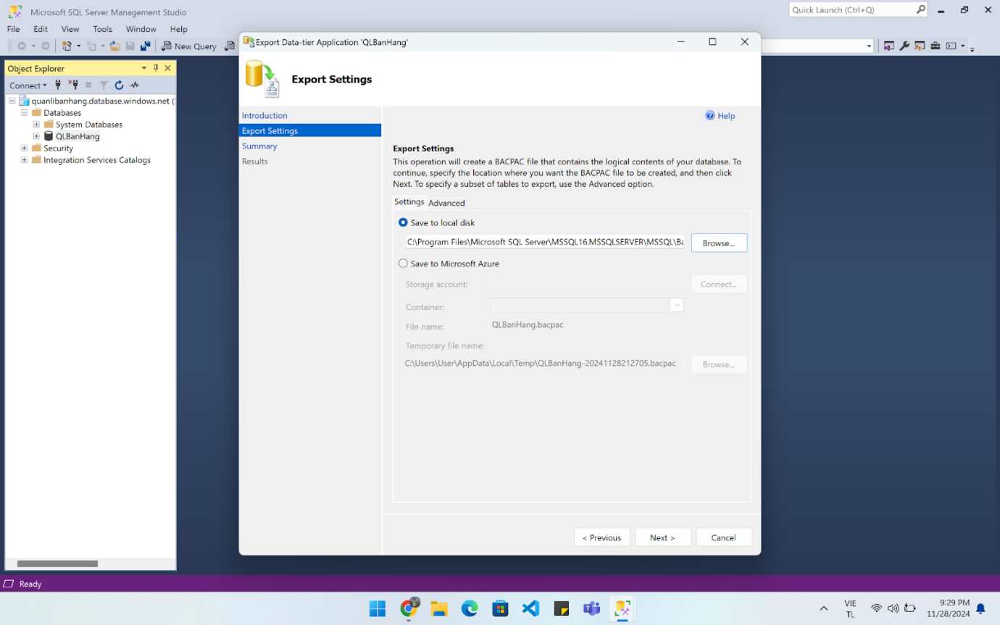 Microsoft SQL Server Management Studio
Quick Launch (Ctrl+Q)
File Edit View Tools Window Help
New Query
Object Explorer
Connect
quanlibanhang.database.windows.net (
Databases
System Databases
QLBanHang
Security
Integration Services Catalogs
Export Data-tier Application 'QLBanHang'
Export Settings
Introduction
Export Settings
Summary
Results
Help
Export Settings
This operation will create a BACPAC file that contains the logical contents of your database. To
continue, specify the location where you want the BACPAC file to be created, and then click
Next. To specify a subset of tables to export, use the Advanced option.
Settings Advanced
Save to local disk
C:\Program Files\Microsoft SQL Server\MSSQL16.MSSQLSERVER\MSSQL\Ba
Browse...
Save to Microsoft Azure
Storage account:
Connect...
Container:
File name:
QLBanHang.bacpac
Temporary file name:
C:\Users\User\AppData\Local\Temp\QLBanHang-20241128212705.bacpac
Browse...
< Previous
Next >
Cancel
Ready
VIE
TL
9:29 PM
11/28/2024